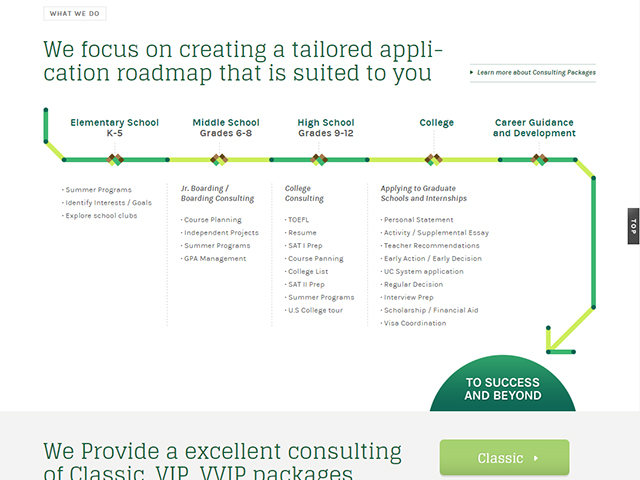 WHAT WE DO
We focus on creating a tailored appli-
cation roadmap that is suited to you
Learn more about Consulting Packages
Elementary School
K-5
Middle School
Grades 6-8
High School
Grades 9-12
College
Career Guidance
and Development
• Summer Programs
• Identify Interests / Goals
• Explore school clubs
Jr. Boarding /
Boarding Consulting
• Course Planning
• Independent Projects
• Summer Programs
• GPA Management
College
Consulting
• TOEFL
• Resume
• SAT I Prep
• Course Panning
• College List
• SAT II Prep
• Summer Programs
• U.S College tour
Applying to Graduate
Schools and Internships
• Personal Statement
• Activity / Supplemental Essay
• Teacher Recommendations
• Early Action / Early Decision
• UC System application
• Regular Decision
• Interview Prep
• Scholarship / Financial Aid
• Visa Coordination
TOP
TO SUCCESS
AND BEYOND
We Provide a excellent consulting
of Classic, VIP, VVIP packages
Classic